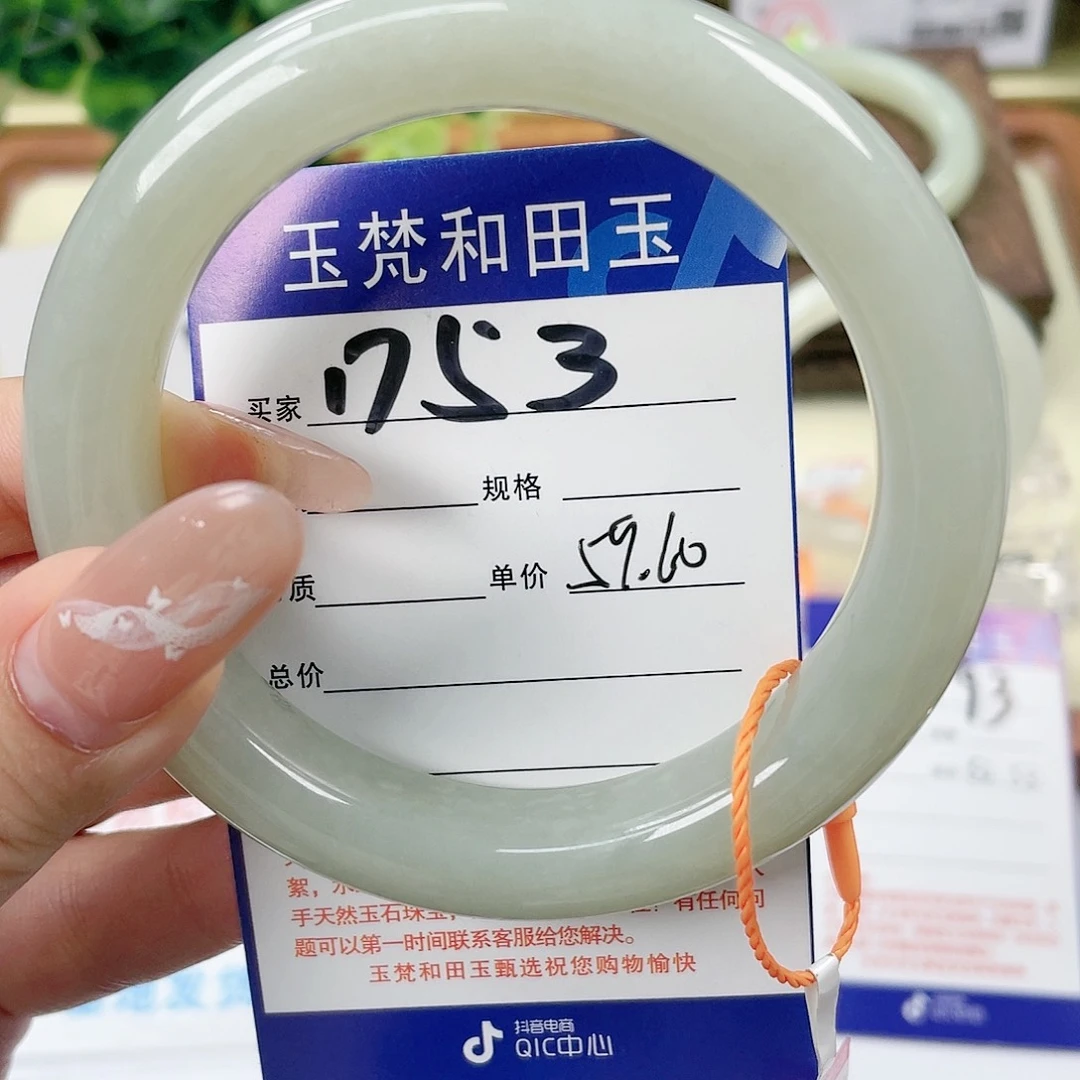 玉梵和田玉
买家 1753
规格
质 单价 59.60
总价
絮，水
手天然玉石珠宝，有任何问
题可以第一时间联系客服给您解决。
玉梵和田玉甄选祝您购物愉快
抖音电商
QIC中心